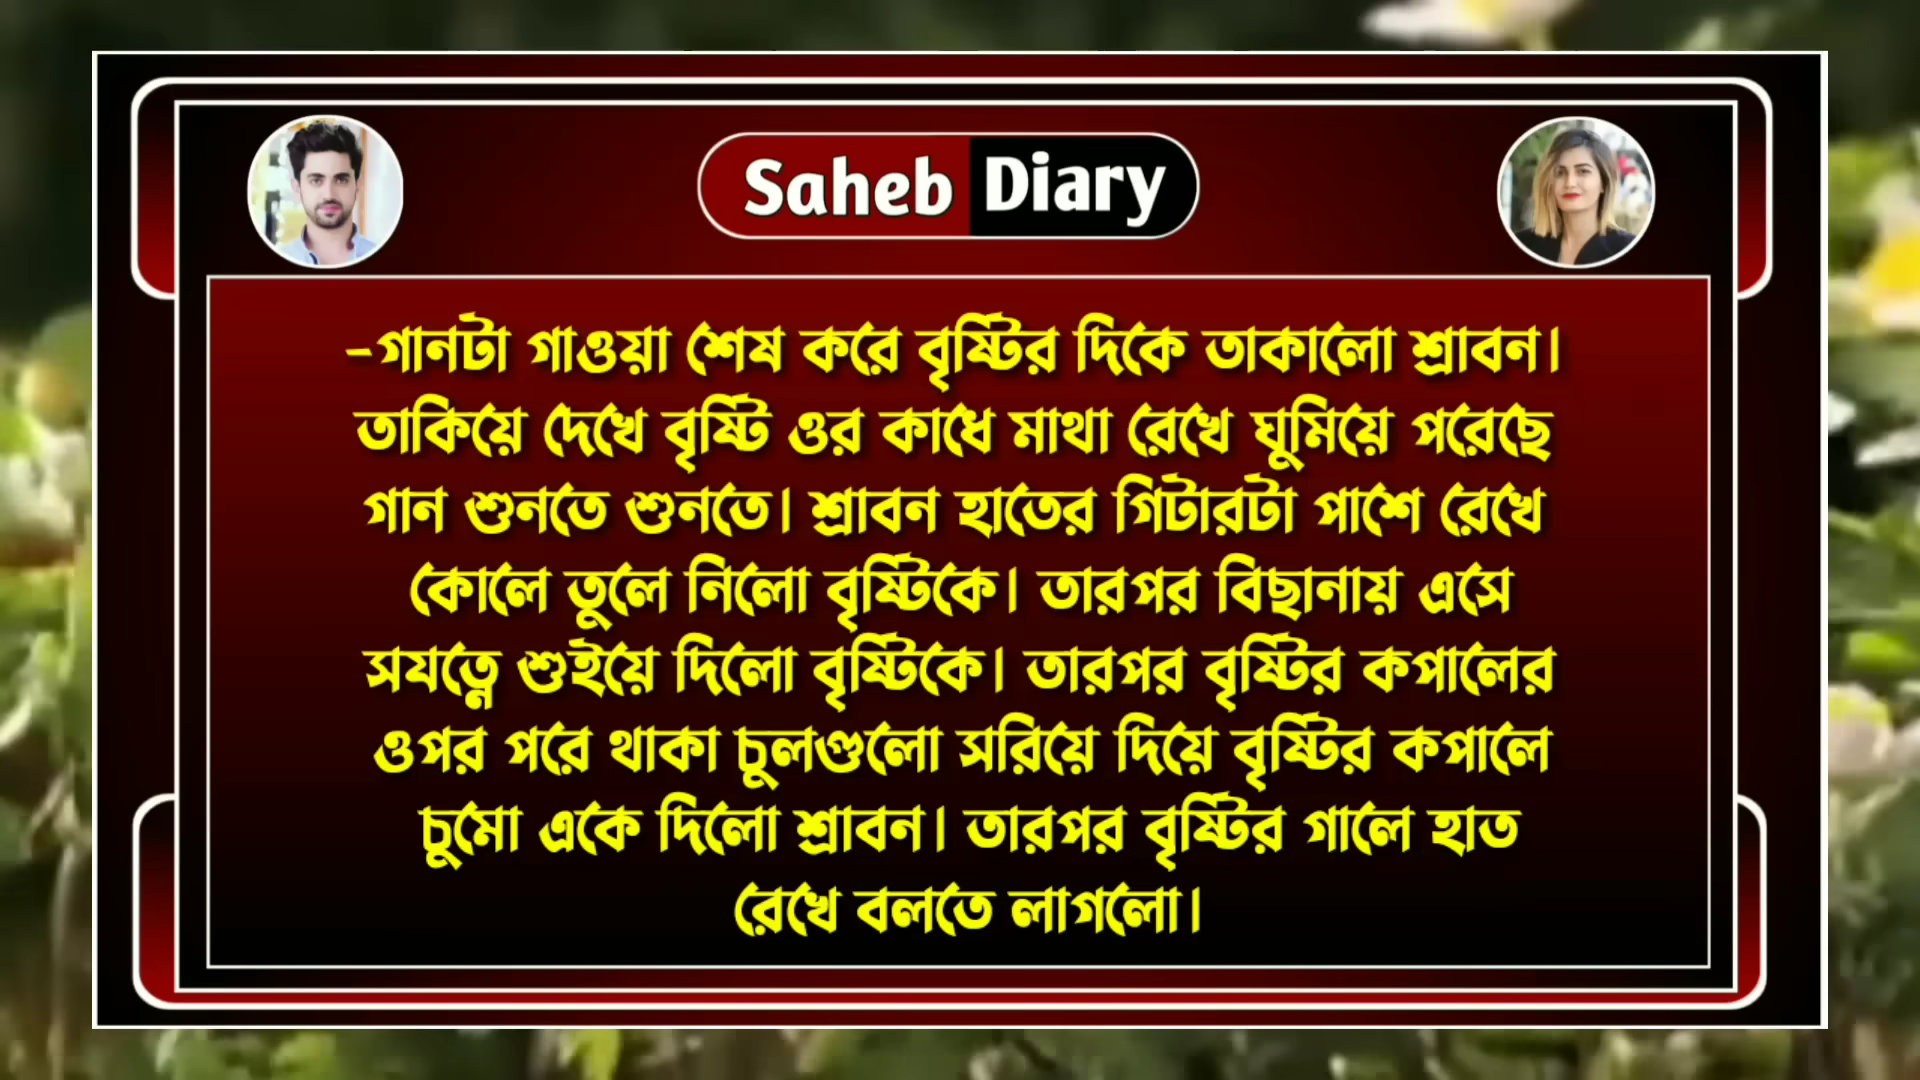 Saheb Diary
-গানটা গাওয়া শেষ করে বৃষ্টির দিকে তাকালো শ্রাবন।
তাকিয়ে দেখে বৃষ্টি ওর কাধে মাথা রেখে ঘুমিয়ে পরেছে
গান শুনতে শুনতে। শ্রাবন হাতের গিটারটা পাশে রেখে
কোলে তুলে নিলো বৃষ্টিকে। তারপর বিছানায় এসে
সযত্নে শুইয়ে দিলো বৃষ্টিকে। তারপর বৃষ্টির কপালের
ওপর পরে থাকা চুলগুলো সরিয়ে দিয়ে বৃষ্টির কপালে
চুমো একে দিলো শ্রাবন। তারপর বৃষ্টির গালে হাত
রেখে বলতে লাগলো।